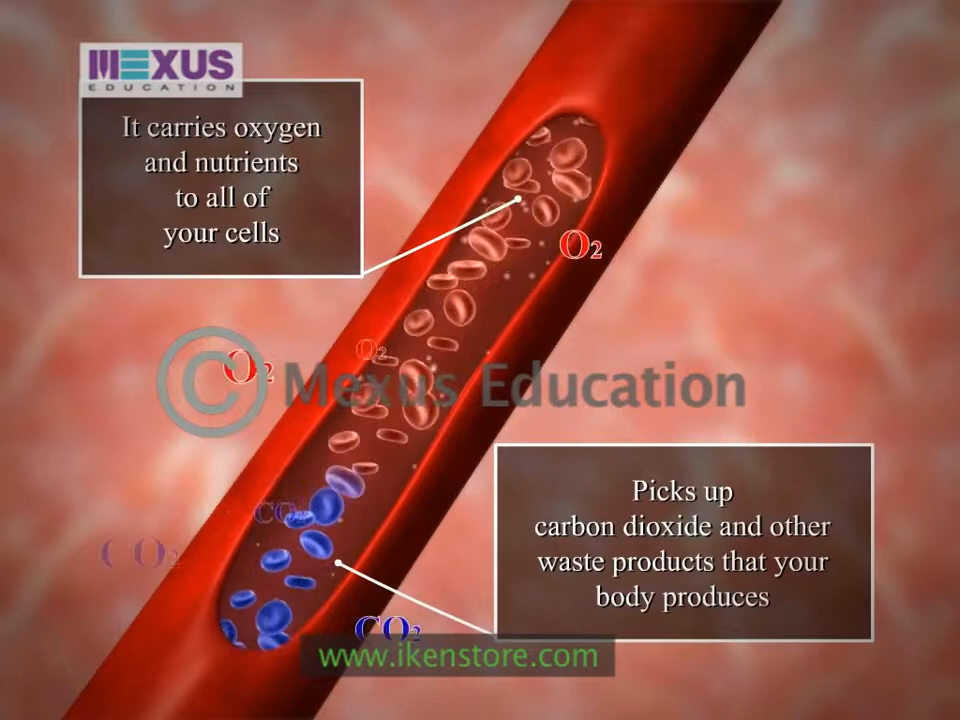 MEXUS
EDUCATION
It carries oxygen
and nutrients
to all of
your cells
O₂
O₂
O₂
© Mexus Education
Picks up
carbon dioxide and other
waste products that your
body produces
CO₂
CO₂
CO₂
www.ikenstore.com